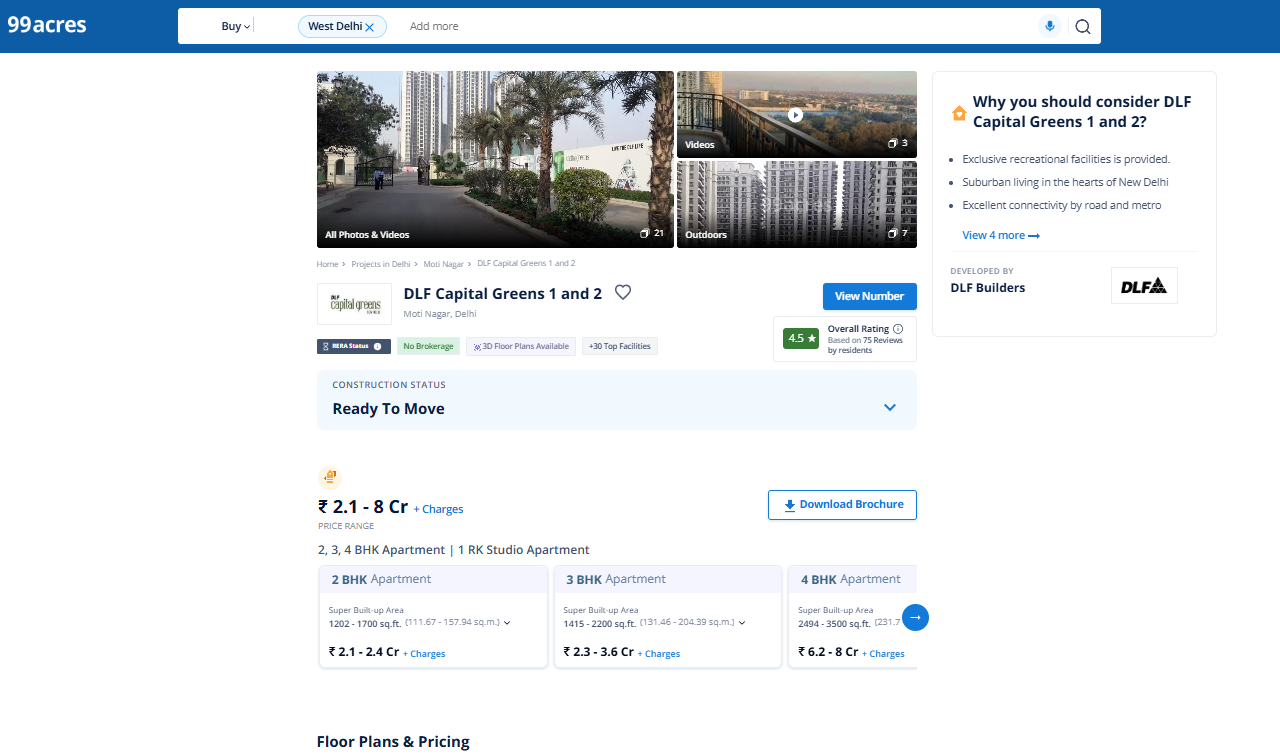 99acres
Buy
West Delhi
Add more
All Photos & Videos
21
Videos
3
Outdoors
7
Home > Projects in Delhi > Moti Nagar > DLF Capital Greens 1 and 2
DLF
capital greens
DLF Capital Greens 1 and 2
Moti Nagar, Delhi
View Number
RERA Status
No Brokerage
3D Floor Plans Available
+30 Top Facilities
4.5 ★
Overall Rating
Based on 75 Reviews
by residents
CONSTRUCTION STATUS
Ready To Move
₹ 2.1 - 8 Cr + Charges
PRICE RANGE
Download Brochure
2, 3, 4 BHK Apartment | 1 RK Studio Apartment
2 BHK Apartment
Super Built-up Area
1202 - 1700 sq.ft. (111.67 - 157.94 sq.m.)
₹ 2.1 - 2.4 Cr + Charges
3 BHK Apartment
Super Built-up Area
1415 - 2200 sq.ft. (131.46 - 204.39 sq.m.)
₹ 2.3 - 3.6 Cr + Charges
4 BHK Apartment
Super Built-up Area
2494 - 3500 sq.ft. (231.7
₹ 6.2 - 8 Cr + Charges
Floor Plans & Pricing
Why you should consider DLF
Capital Greens 1 and 2?
• Exclusive recreational facilities is provided.
• Suburban living in the hearts of New Delhi
• Excellent connectivity by road and metro
View 4 more
DEVELOPED BY
DLF Builders
DLF